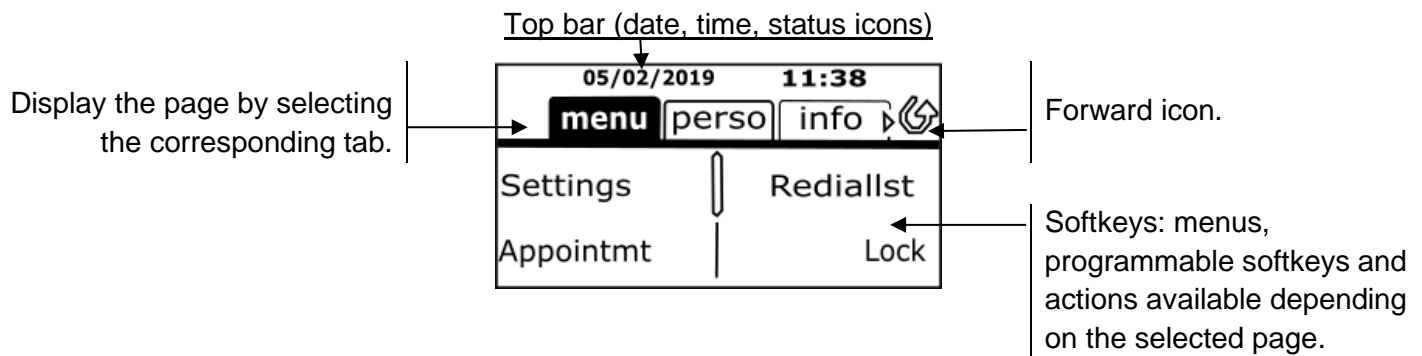 Top bar (date, time, status icons)
05/02/2019 11:38
Display the page by selecting
the corresponding tab.
menu perso info
Forward icon.
Settings Rediallst
Appointmt Lock
Softkeys: menus,
programmable softkeys and
actions available depending
on the selected page.